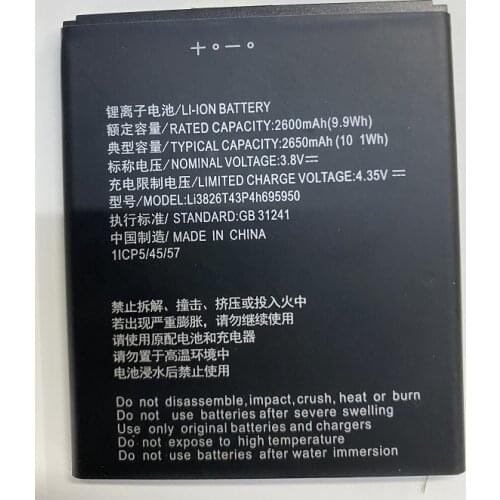 + o - o
锂离子电池/LI-ION BATTERY
额定容量/RATED CAPACITY:2600mAh(9.9Wh)
典型容量/TYPICAL CAPACITY:2650mAh (10 1Wh)
标称电压/NOMINAL VOLTAGE:3.8V⎓
充电限制电压/LIMITED CHARGE VOLTAGE:4.35V ⎓
型号/MODEL:Li3826T43P4h695950
执行标准/ STANDARD:GB 31241
中国制造/ MADE IN CHINA
1ICP5/45/57
禁止拆解、撞击、挤压或投入火中
若出现严重膨胀，请勿继续使用
请使用原配电池和充电器
请勿置于高温环境中
电池浸水后禁止使用
Do not disassemble,impact,crush, heat or burn
Do not use batteries after severe swelling
Use only original batteries and chargers
Do not expose to high temperature
Do not use batteries after water immersion